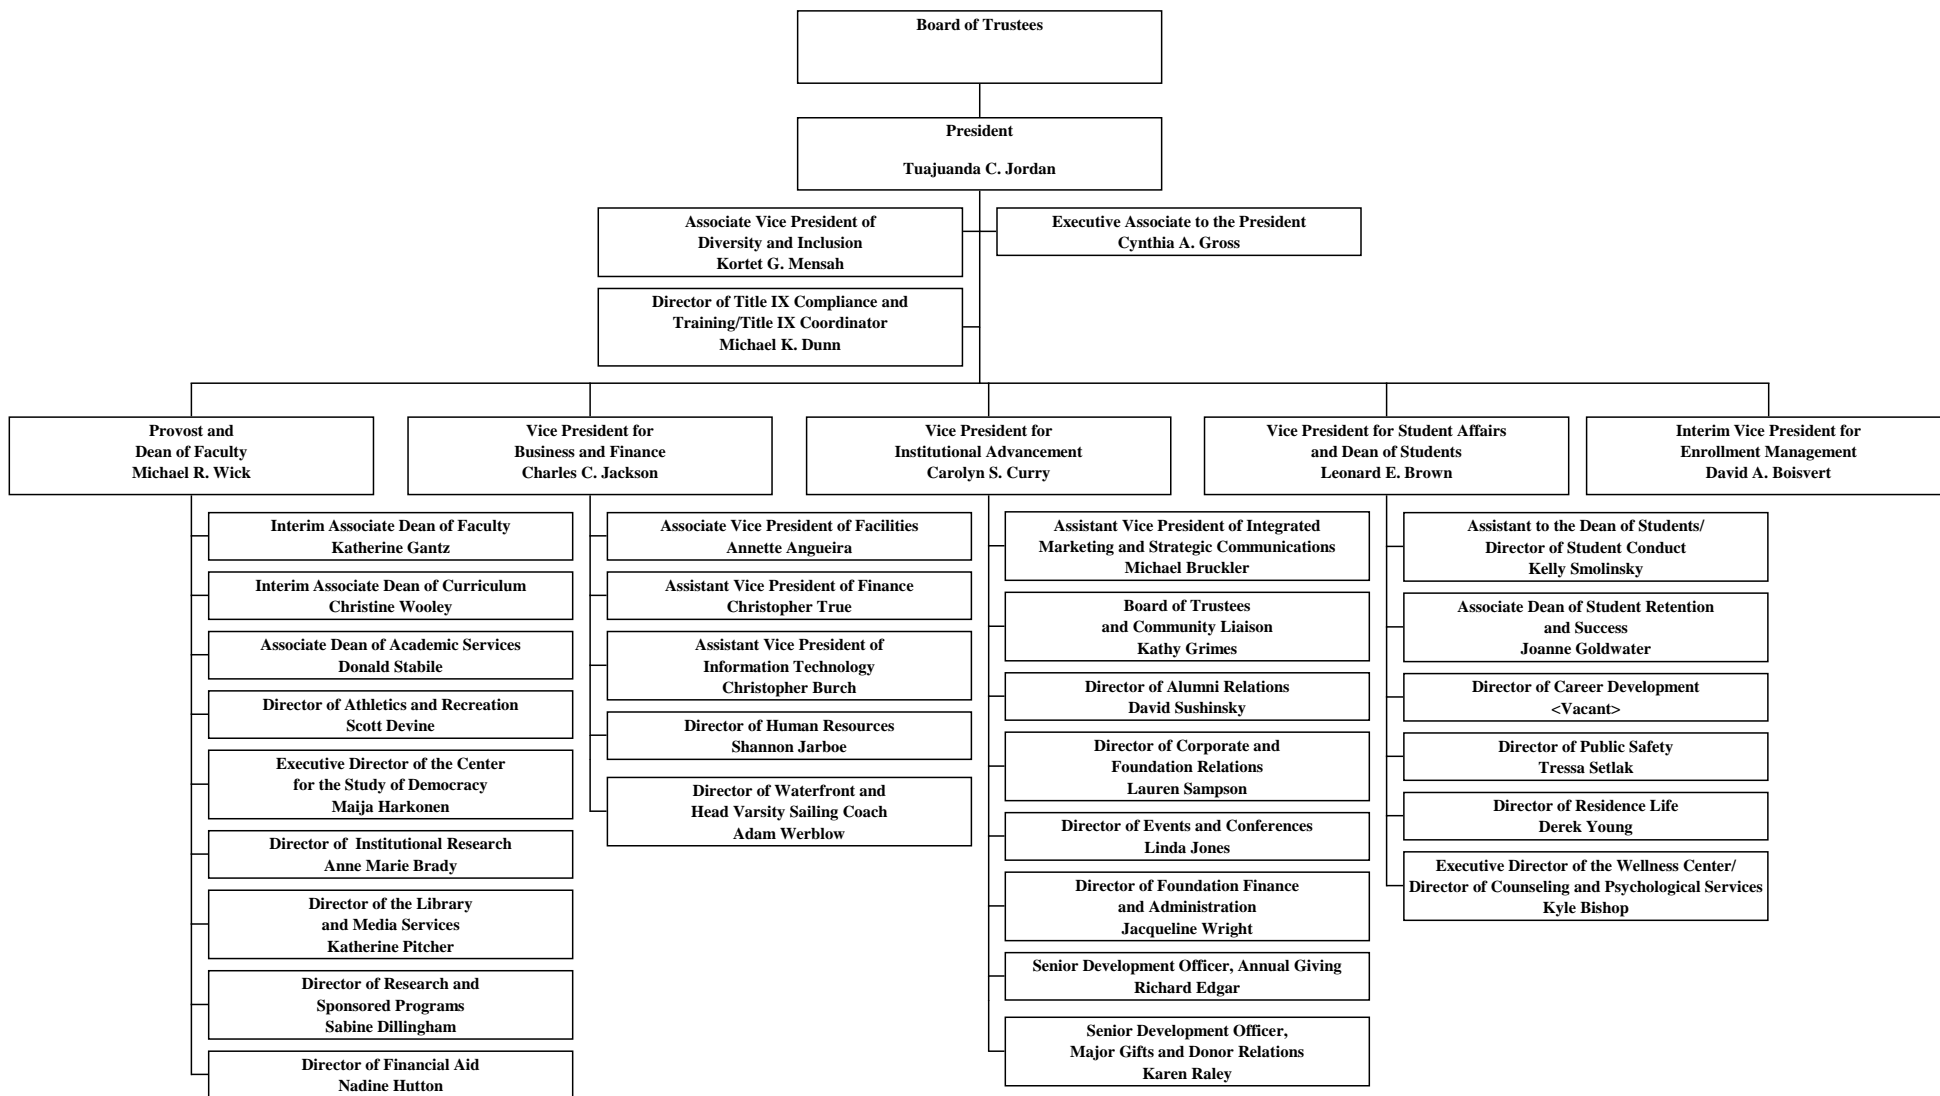 Board of Trustees
President
Tuajuanda C. Jordan
Associate Vice President of
Diversity and Inclusion
Kortet G. Mensah
Executive Associate to the President
Cynthia A. Gross
Director of Title IX Compliance and
Training/Title IX Coordinator
Michael K. Dunn
Provost and
Dean of Faculty
Michael R. Wick
Vice President for
Business and Finance
Charles C. Jackson
Vice President for
Institutional Advancement
Carolyn S. Curry
Vice President for Student Affairs
and Dean of Students
Leonard E. Brown
Interim Vice President for
Enrollment Management
David A. Boisvert
Interim Associate Dean of Faculty
Katherine Gantz
Interim Associate Dean of Curriculum
Christine Wooley
Associate Dean of Academic Services
Donald Stabile
Director of Athletics and Recreation
Scott Devine
Executive Director of the Center
for the Study of Democracy
Maija Harkonen
Director of  Institutional Research
Anne Marie Brady
Director of the Library
and Media Services
Katherine Pitcher
Director of Research and
Sponsored Programs
Sabine Dillingham
Director of Financial Aid
Nadine Hutton
Associate Vice President of Facilities
Annette Angueira
Assistant Vice President of Finance
Christopher True
Assistant Vice President of
Information Technology
Christopher Burch
Director of Human Resources
Shannon Jarboe
Director of Waterfront and
Head Varsity Sailing Coach
Adam Werblow
Assistant Vice President of Integrated
Marketing and Strategic Communications
Michael Bruckler
Board of Trustees
and Community Liaison
Kathy Grimes
Director of Alumni Relations
David Sushinsky
Director of Corporate and
Foundation Relations
Lauren Sampson
Director of Events and Conferences
Linda Jones
Director of Foundation Finance
and Administration
Jacqueline Wright
Senior Development Officer, Annual Giving
Richard Edgar
Senior Development Officer,
Major Gifts and Donor Relations
Karen Raley
Assistant to the Dean of Students/
Director of Student Conduct
Kelly Smolinsky
Associate Dean of Student Retention
and Success
Joanne Goldwater
Director of Career Development
<Vacant>
Director of Public Safety
Tressa Setlak
Director of Residence Life
Derek Young
Executive Director of the Wellness Center/
Director of Counseling and Psychological Services
Kyle Bishop